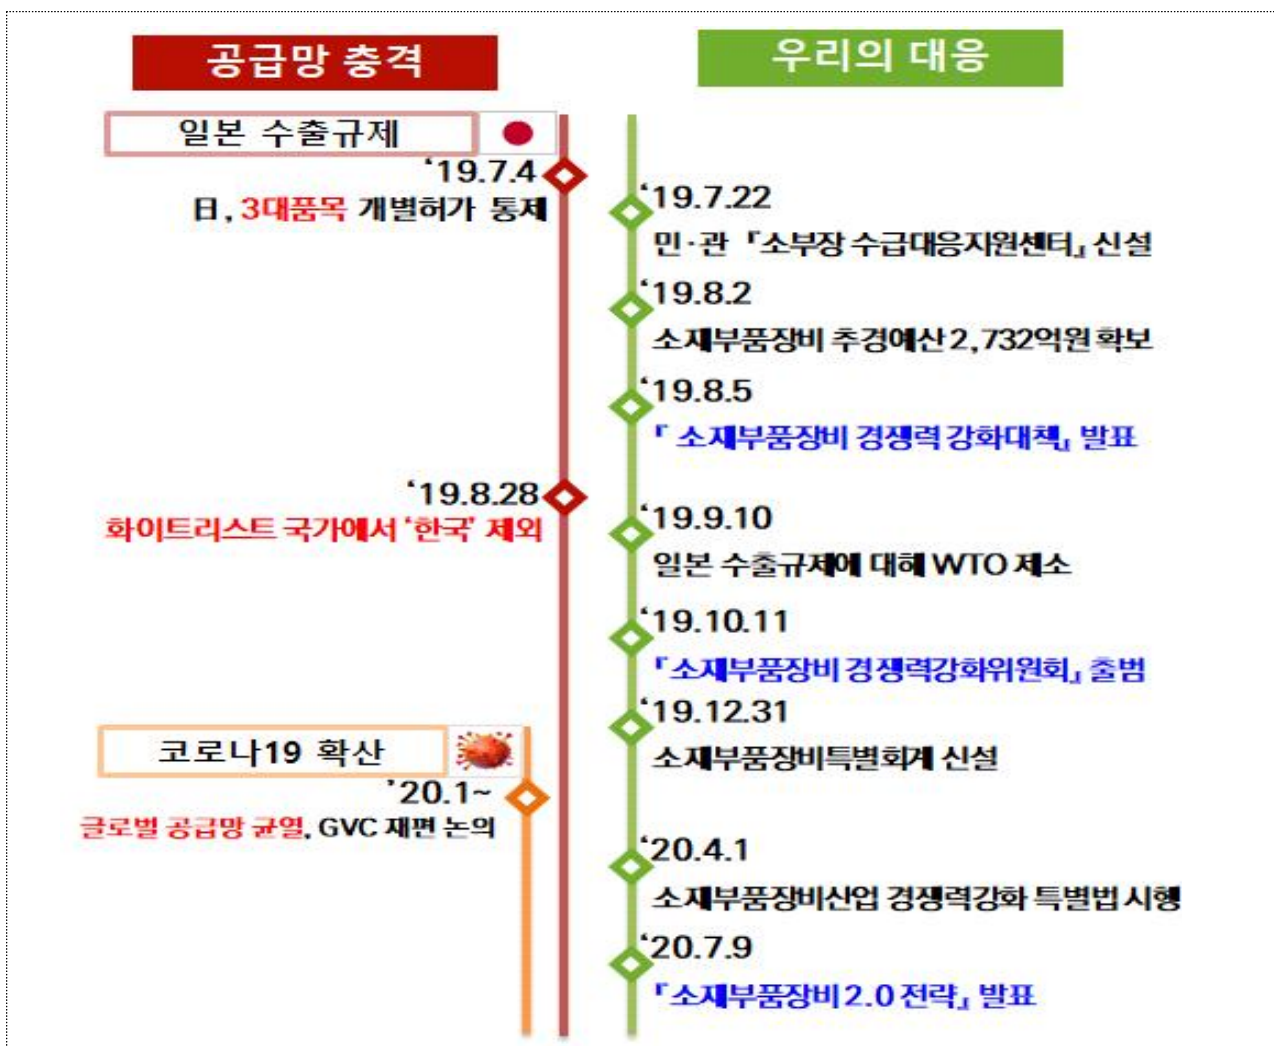 공급망 충격
일본 수출규제
‘19.7.4
日, 3대품목 개별허가 통제
‘19.8.28
화이트리스트 국가에서 ‘한국’ 제외
코로나19 확산
’20.1~
글로벌 공급망 균열, GVC 재편 논의
우리의 대응
‘19.7.22
민·관 『소부장 수급대응지원센터』 신설
‘19.8.2
소재부품장비 추경예산 2,732억원 확보
‘19.8.5
『 소재부품장비 경쟁력 강화대책』 발표
‘19.9.10
일본 수출규제에 대해 WTO 제소
‘19.10.11
『소재부품장비 경쟁력강화위원회』 출범
‘19.12.31
소재부품장비특별회계 신설
‘20.4.1
소재부품장비산업 경쟁력강화 특별법 시행
‘20.7.9
『소재부품장비 2.0 전략』 발표